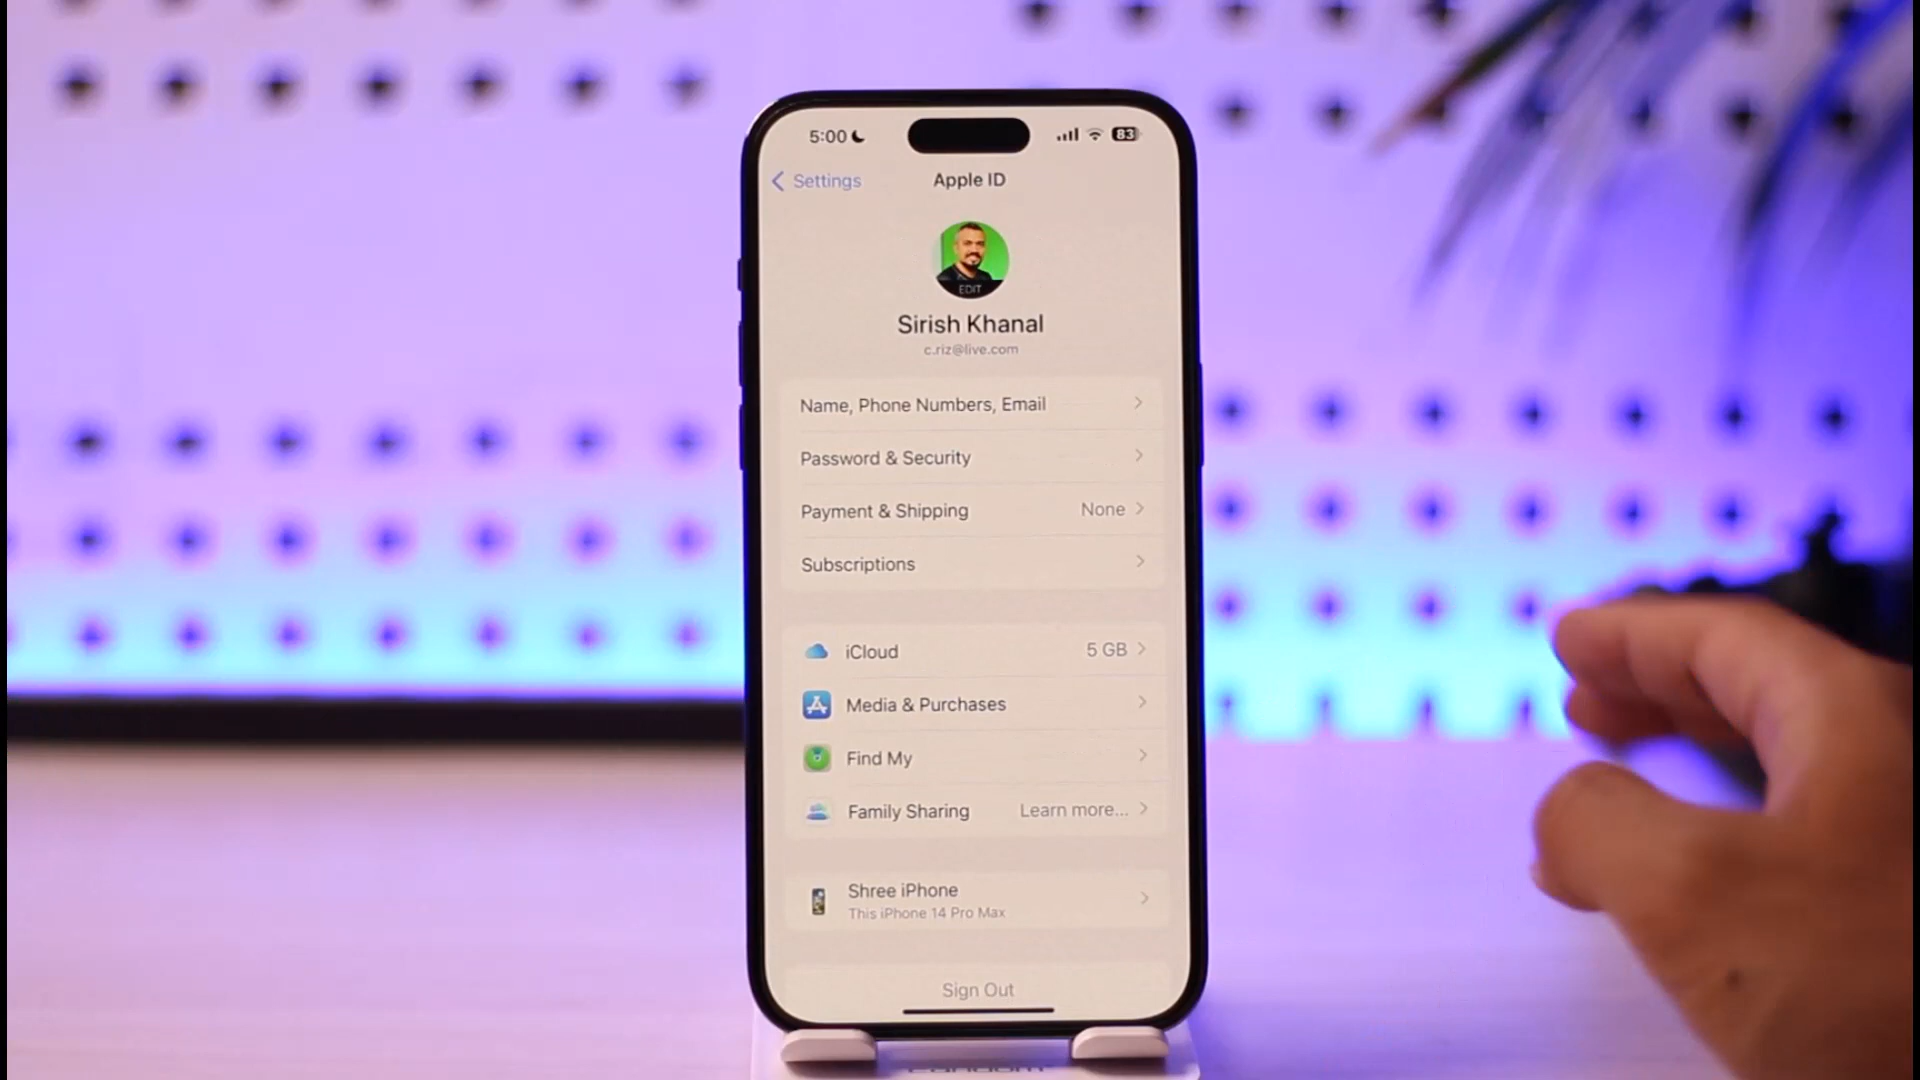 5:00
83
Settings
Apple ID
EDIT
Sirish Khanal
c.riz@live.com
Name, Phone Numbers, Email
Password & Security
Payment & Shipping None
Subscriptions
iCloud 5 GB
Media & Purchases
Find My
Family Sharing Learn more...
Shree iPhone
This iPhone 14 Pro Max
Sign Out